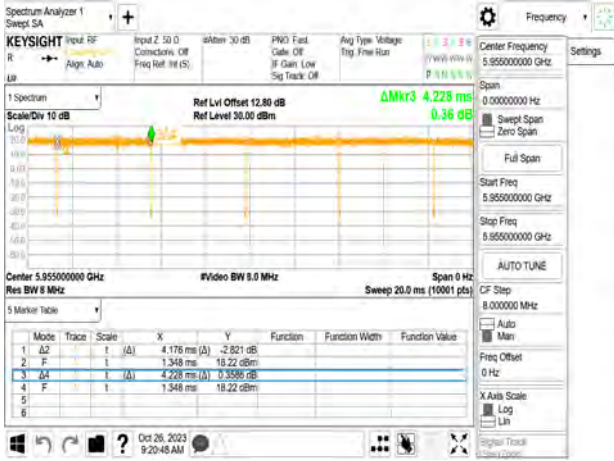 Spectrum Analyzer 1
Swept SA
+
Frequency
KEYSIGHT Input: RF
R
Align: Auto
Input Z: 50 Ω
Corrections: Off
Freq Ref: Int (S)
#Atten: 30 dB
PNO: Fast
Gate: Off
IF Gain: Low
Sig Track: Off
Avg Type: Voltage
Trig: Free Run
Center Frequency
5.955000000 GHz
Settings
Span
0.00000000 Hz
Swept Span
Zero Span
Full Span
Start Freq
5.955000000 GHz
Stop Freq
5.955000000 GHz
AUTO TUNE
CF Step
8.000000 MHz
Auto
Man
Freq Offset
0 Hz
X Axis Scale
Log
Lin
Signal Track
1 Spectrum
Scale/Div 10 dB
Log
Ref Lvl Offset 12.80 dB
Ref Level 30.00 dBm
ΔMkr3 4.228 ms
0.36 dB
20.0
10.0
0.00
Center 5.955000000 GHz
Res BW 8 MHz
#Video BW 8.0 MHz
Span 0 Hz
Sweep 20.0 ms (10001 pts)
5 Marker Table
Mode Trace Scale X Y Function Function Width Function Value
1 Δ2 t (Δ) 4.176 ms (Δ) -2.821 dB
2 F t 1.348 ms 18.22 dBm
3 Δ4 t (Δ) 4.228 ms (Δ) 0.3586 dB
4 F t 1.348 ms 18.22 dBm
5
6
?
Oct 26, 2023
9:20:48 AM